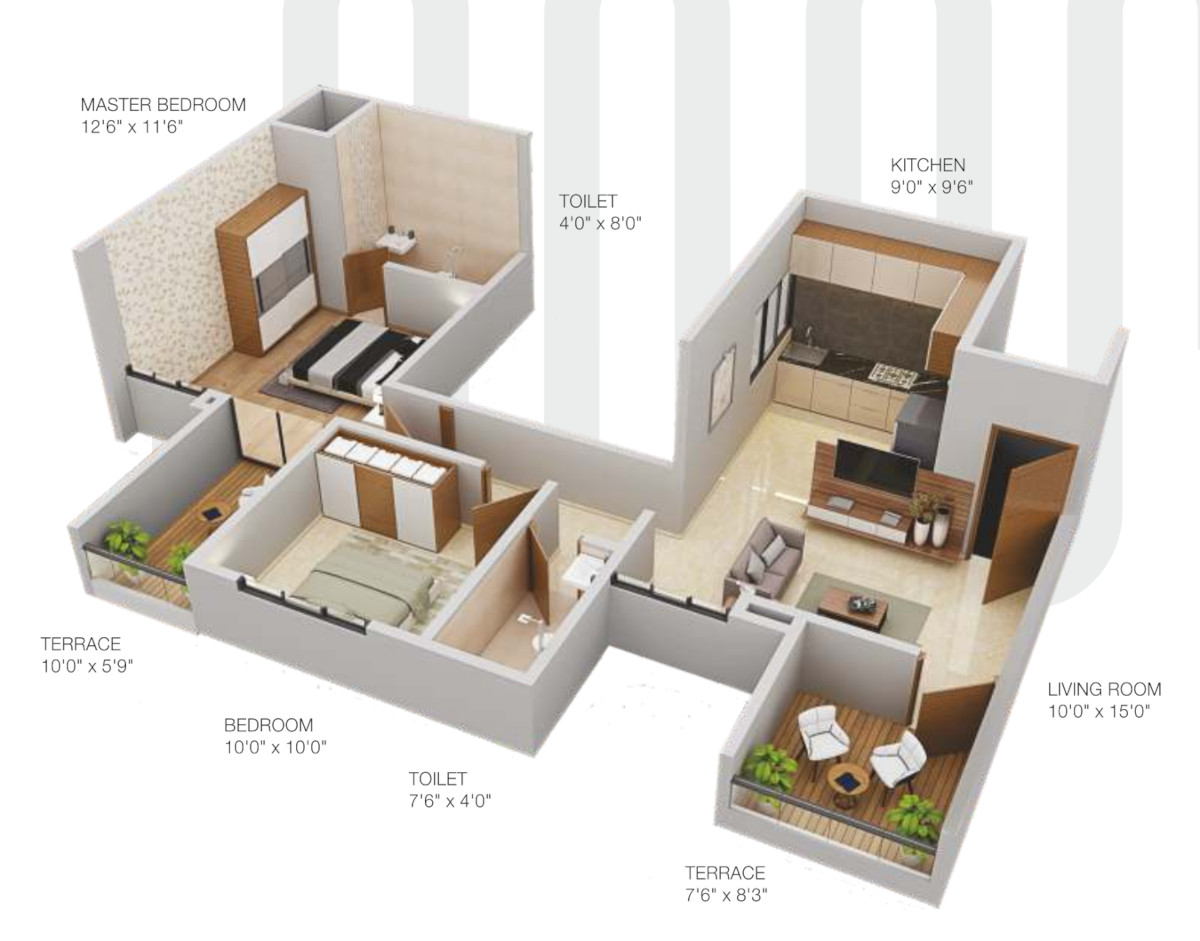 MASTER BEDROOM
12'6" x 11'6"
TOILET
4'0" x 8'0"
KITCHEN
9'0" x 9'6"
TERRACE
10'0" x 5'9"
BEDROOM
10'0" x 10'0"
TOILET
7'6" x 4'0"
LIVING ROOM
10'0" x 15'0"
TERRACE
7'6" x 8'3"